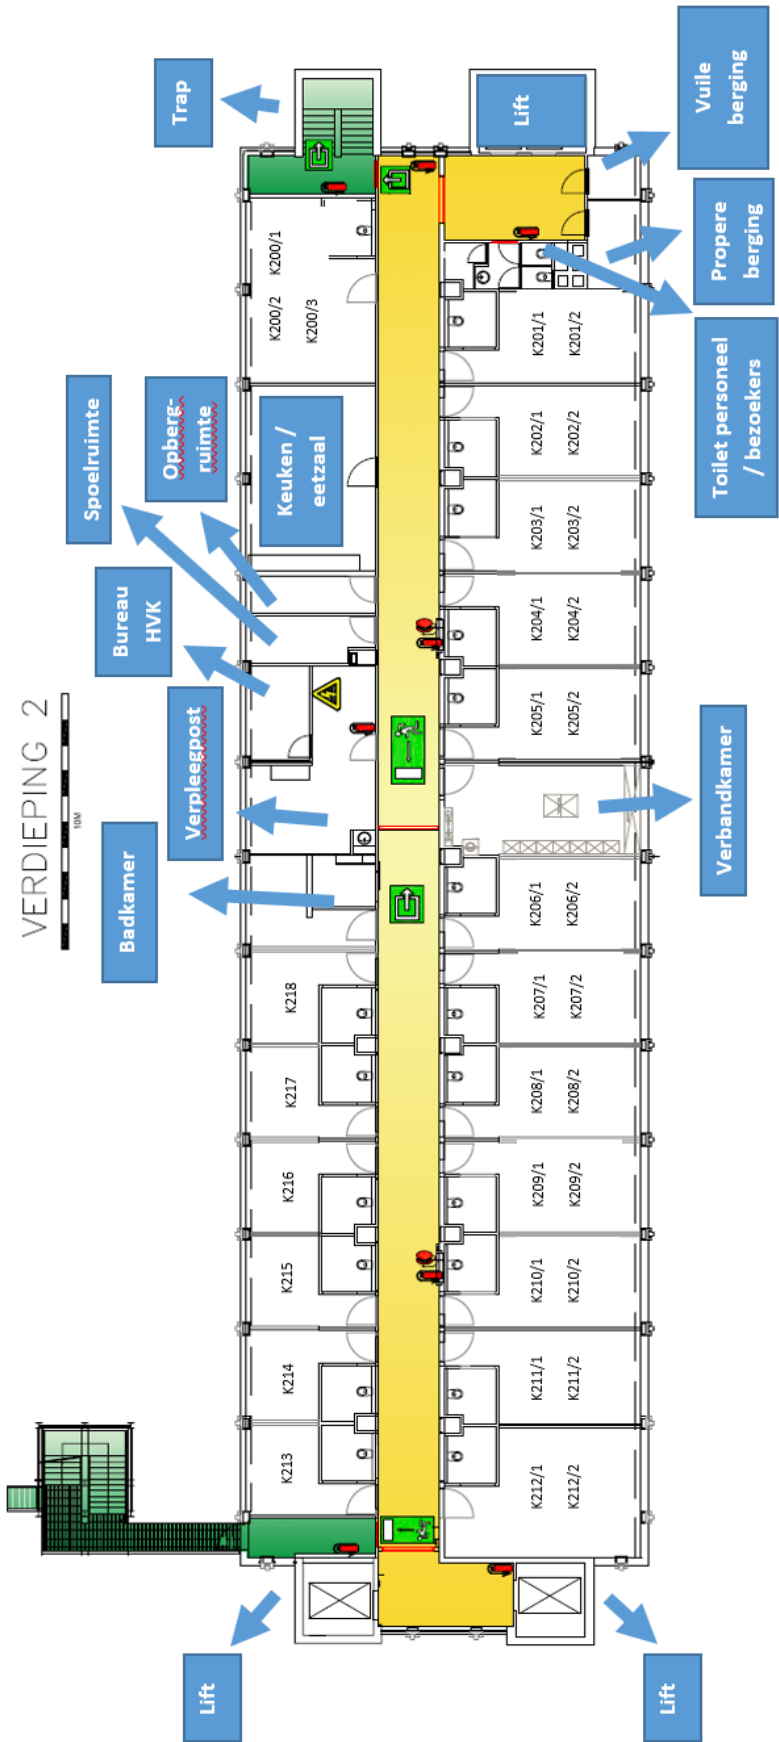 VERDIEPING 2
10M
Trap
Lift
Vuile
berging
Propere
berging
Toilet personeel
/ bezoekers
Spoelruimte
Opberg-
ruimte
Keuken /
eetzaal
Bureau
HVK
Verpleegpost
Badkamer
Verbandkamer
Lift
Lift
K200/1
K200/2
K200/3
K201/1
K201/2
K202/1
K202/2
K203/1
K203/2
K204/1
K204/2
K205/1
K205/2
K206/1
K206/2
K207/1
K207/2
K208/1
K208/2
K209/1
K209/2
K210/1
K210/2
K211/1
K211/2
K212/1
K212/2
K213
K214
K215
K216
K217
K218